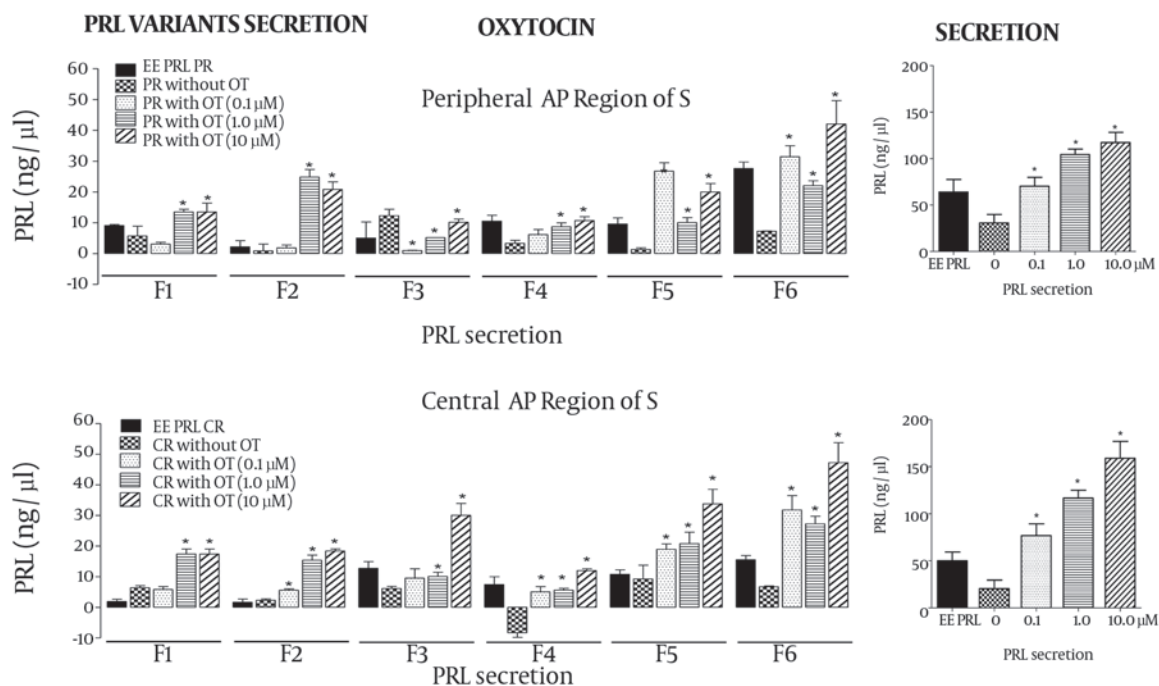 PRL VARIANTS SECRETION
OXYTOCIN
SECRETION
PRL (ng/μl)
60
50
40
30
20
10
0
-10
EE PRL PR
PR without OT
PR with OT (0.1 μM)
PR with OT (1.0 μM)
PR with OT (10 μM)
Peripheral AP Region of S
* * * * * * * * * * * * * * * *
F1 F2 F3 F4 F5 F6
PRL secretion
PRL (ng/μl)
200
150
100
50
0
* * *
EE PRL 0 0.1 1.0 10.0 μM
PRL secretion
Central AP Region of S
PRL (ng/μl)
60
50
40
30
20
10
0
-10
EE PRL CR
CR without OT
CR with OT (0.1 μM)
CR with OT (1.0 μM)
CR with OT (10 μM)
* * * * * * * * * * * * * * * *
F1 F2 F3 F4 F5 F6
PRL secretion
PRL (ng/μl)
200
150
100
50
0
* * *
EE PRL 0 0.1 1.0 10.0 μM
PRL secretion